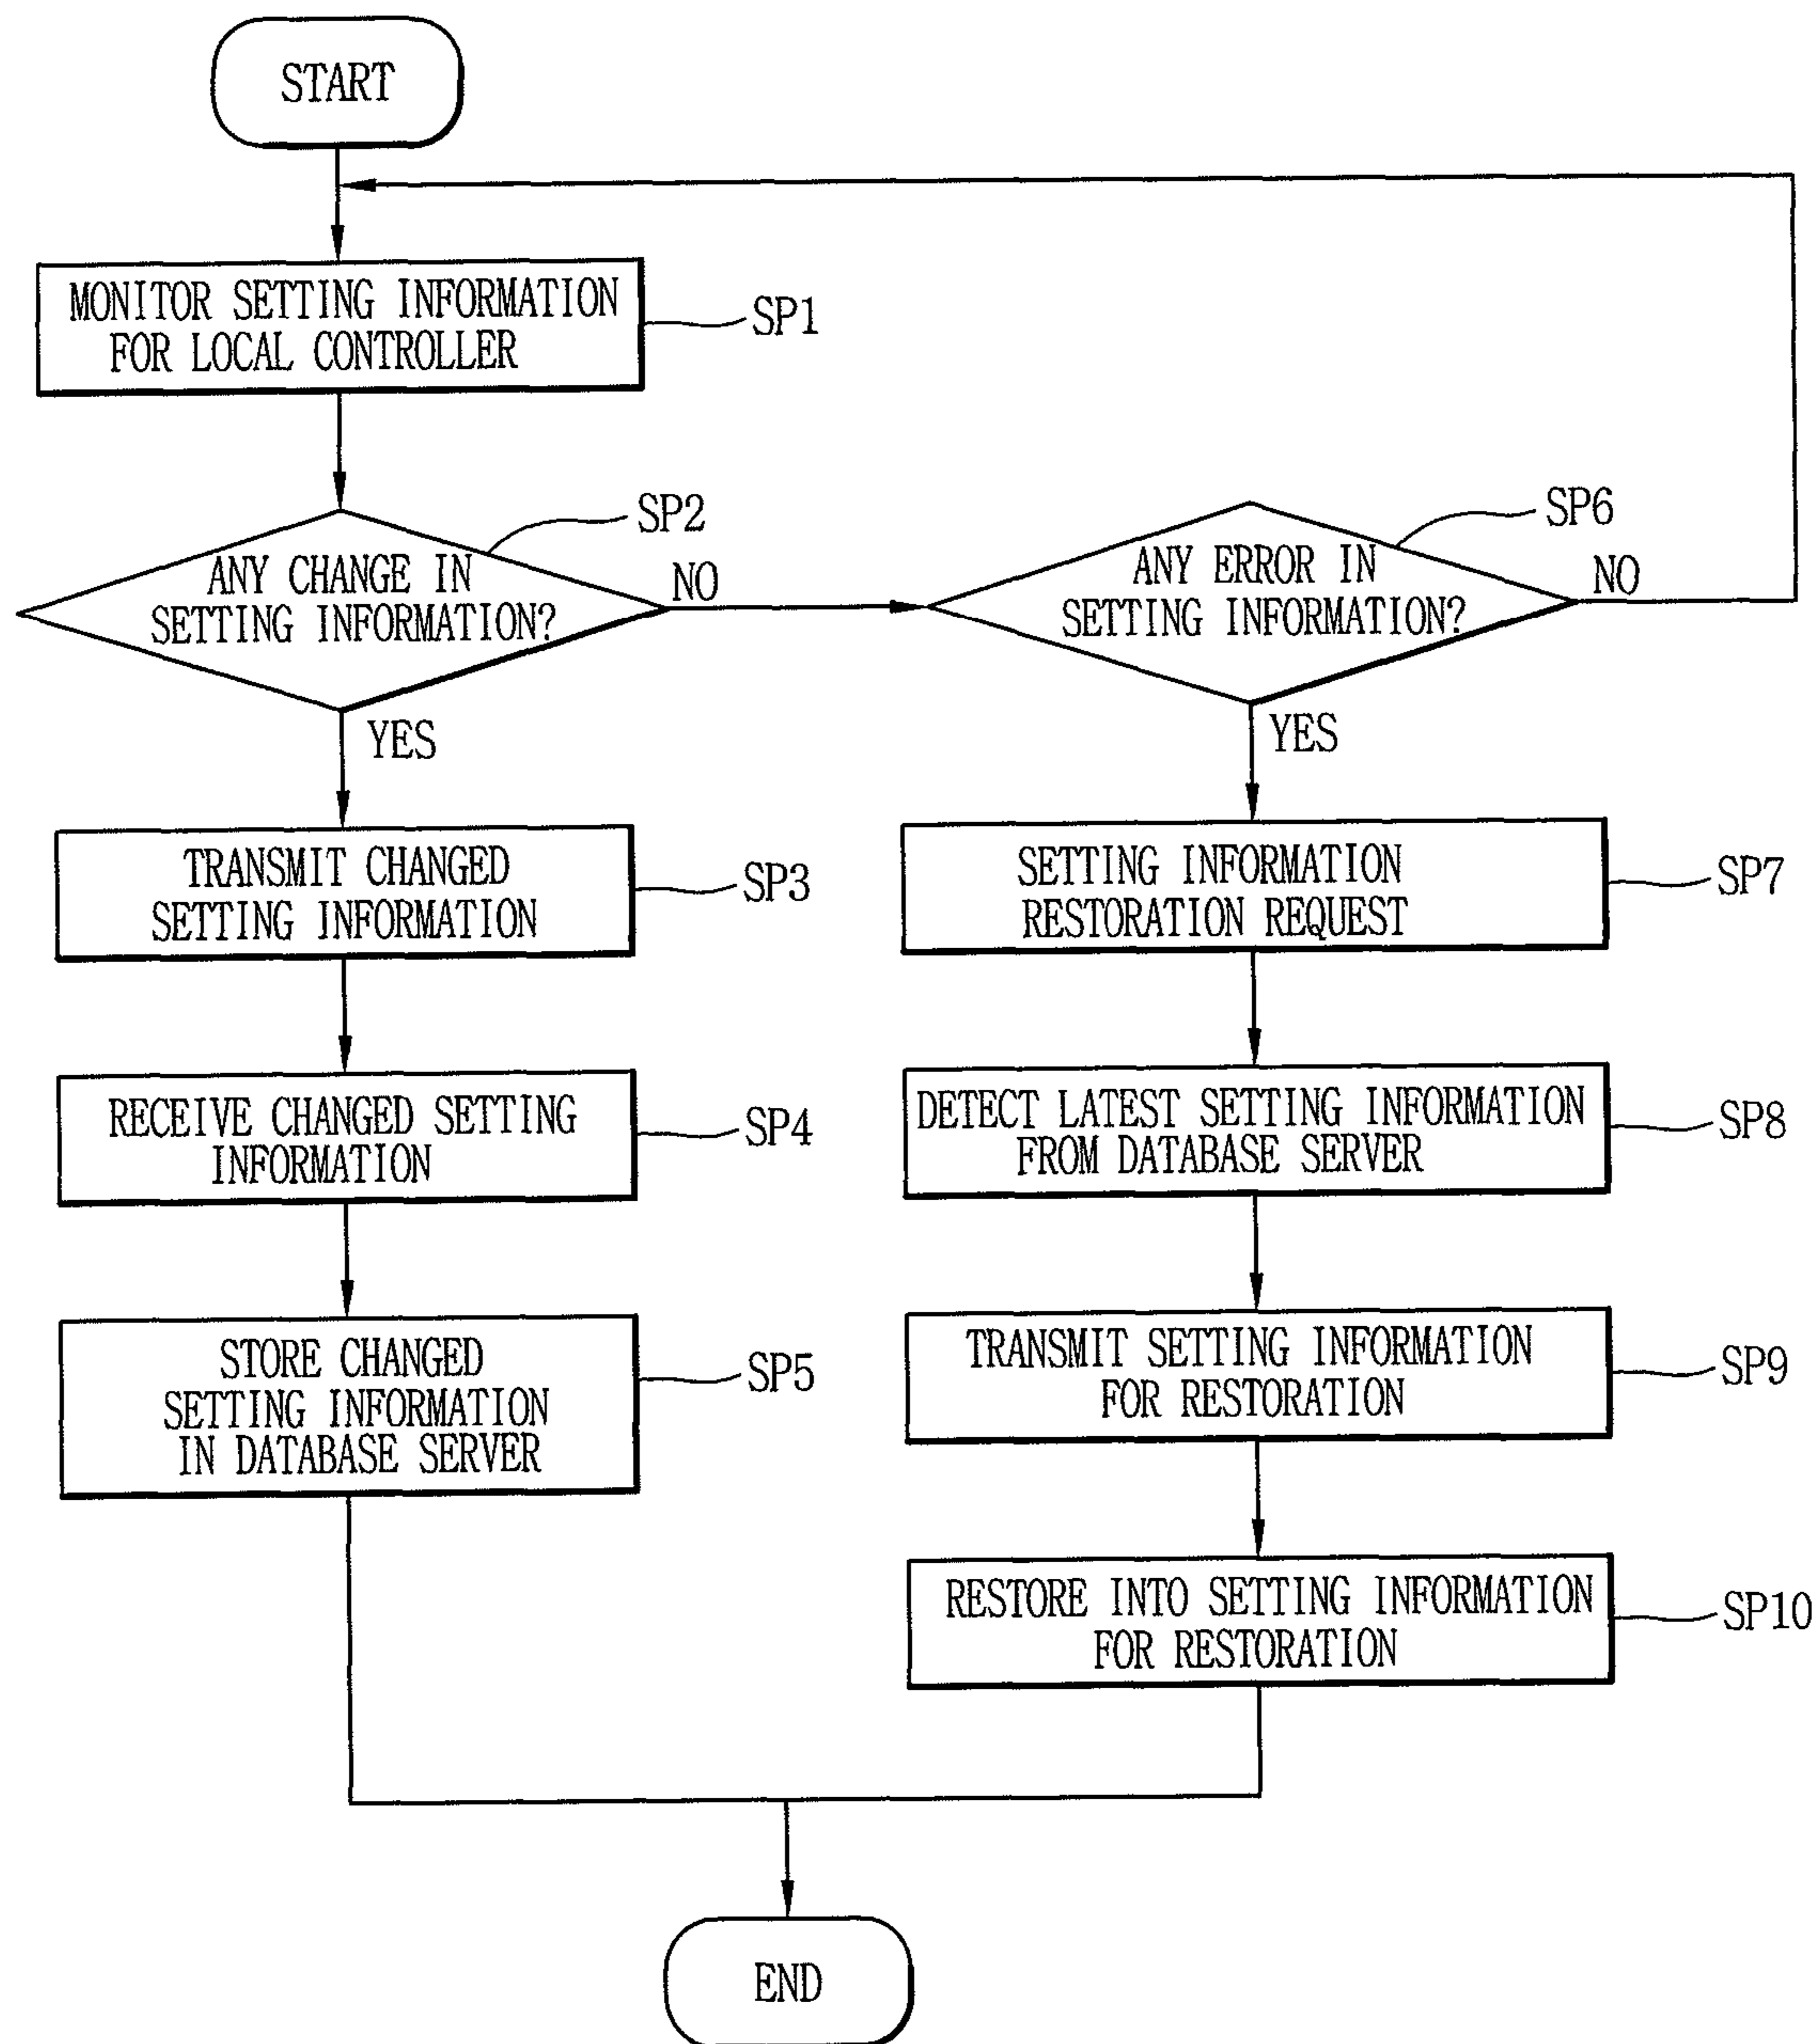 START
MONITOR SETTING INFORMATION
FOR LOCAL CONTROLLER
SP1
SP2
ANY CHANGE IN
SETTING INFORMATION?
NO
YES
SP6
ANY ERROR IN
SETTING INFORMATION?
NO
YES
TRANSMIT CHANGED
SETTING INFORMATION
SP3
SETTING INFORMATION
RESTORATION REQUEST
SP7
RECEIVE CHANGED SETTING
INFORMATION
SP4
DETECT LATEST SETTING INFORMATION
FROM DATABASE SERVER
SP8
STORE CHANGED
SETTING INFORMATION
IN DATABASE SERVER
SP5
TRANSMIT SETTING INFORMATION
FOR RESTORATION
SP9
RESTORE INTO SETTING INFORMATION
FOR RESTORATION
SP10
END